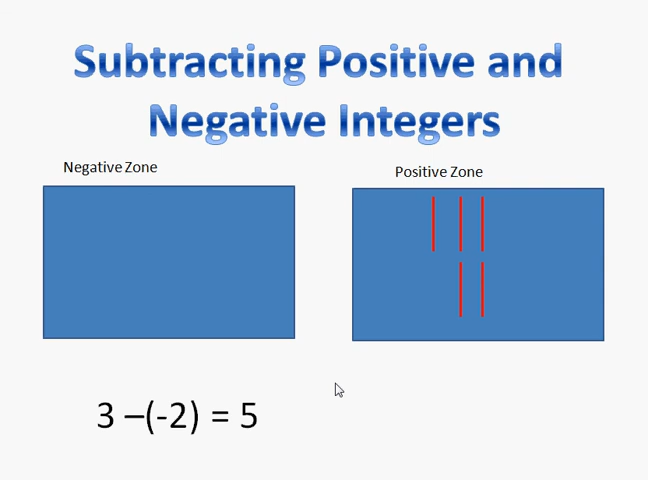 Subtracting Positive and
Negative Integers
Negative Zone
Positive Zone
3 –(-2) = 5